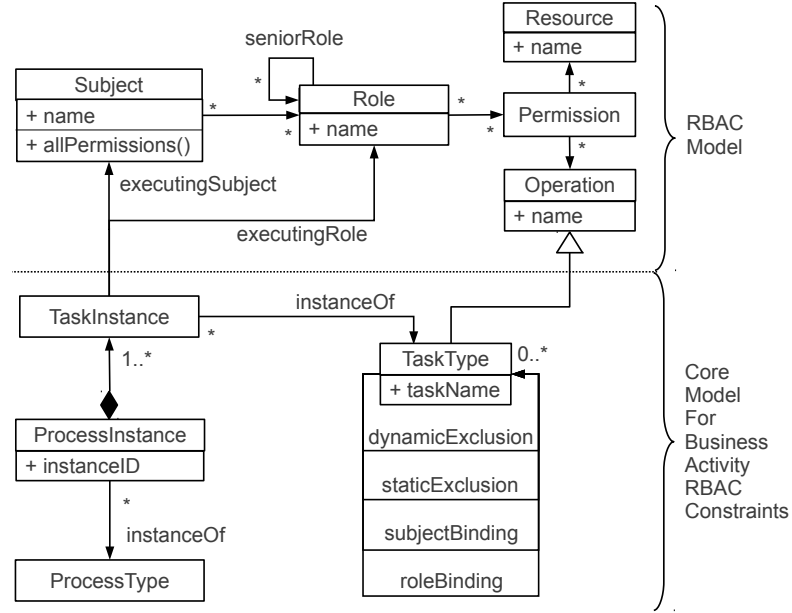 Resource
+ name
seniorRole
*
*
*
Subject
+ name
+ allPermissions()
*
*
Role
+ name
*
*
Permission
*
RBAC
Model
executingSubject
Operation
+ name
executingRole
TaskInstance
*
instanceOf
1..*
TaskType
+ taskName
0..*
dynamicExclusion
staticExclusion
subjectBinding
roleBinding
ProcessInstance
+ instanceID
*
instanceOf
ProcessType
Core
Model
For
Business
Activity
RBAC
Constraints